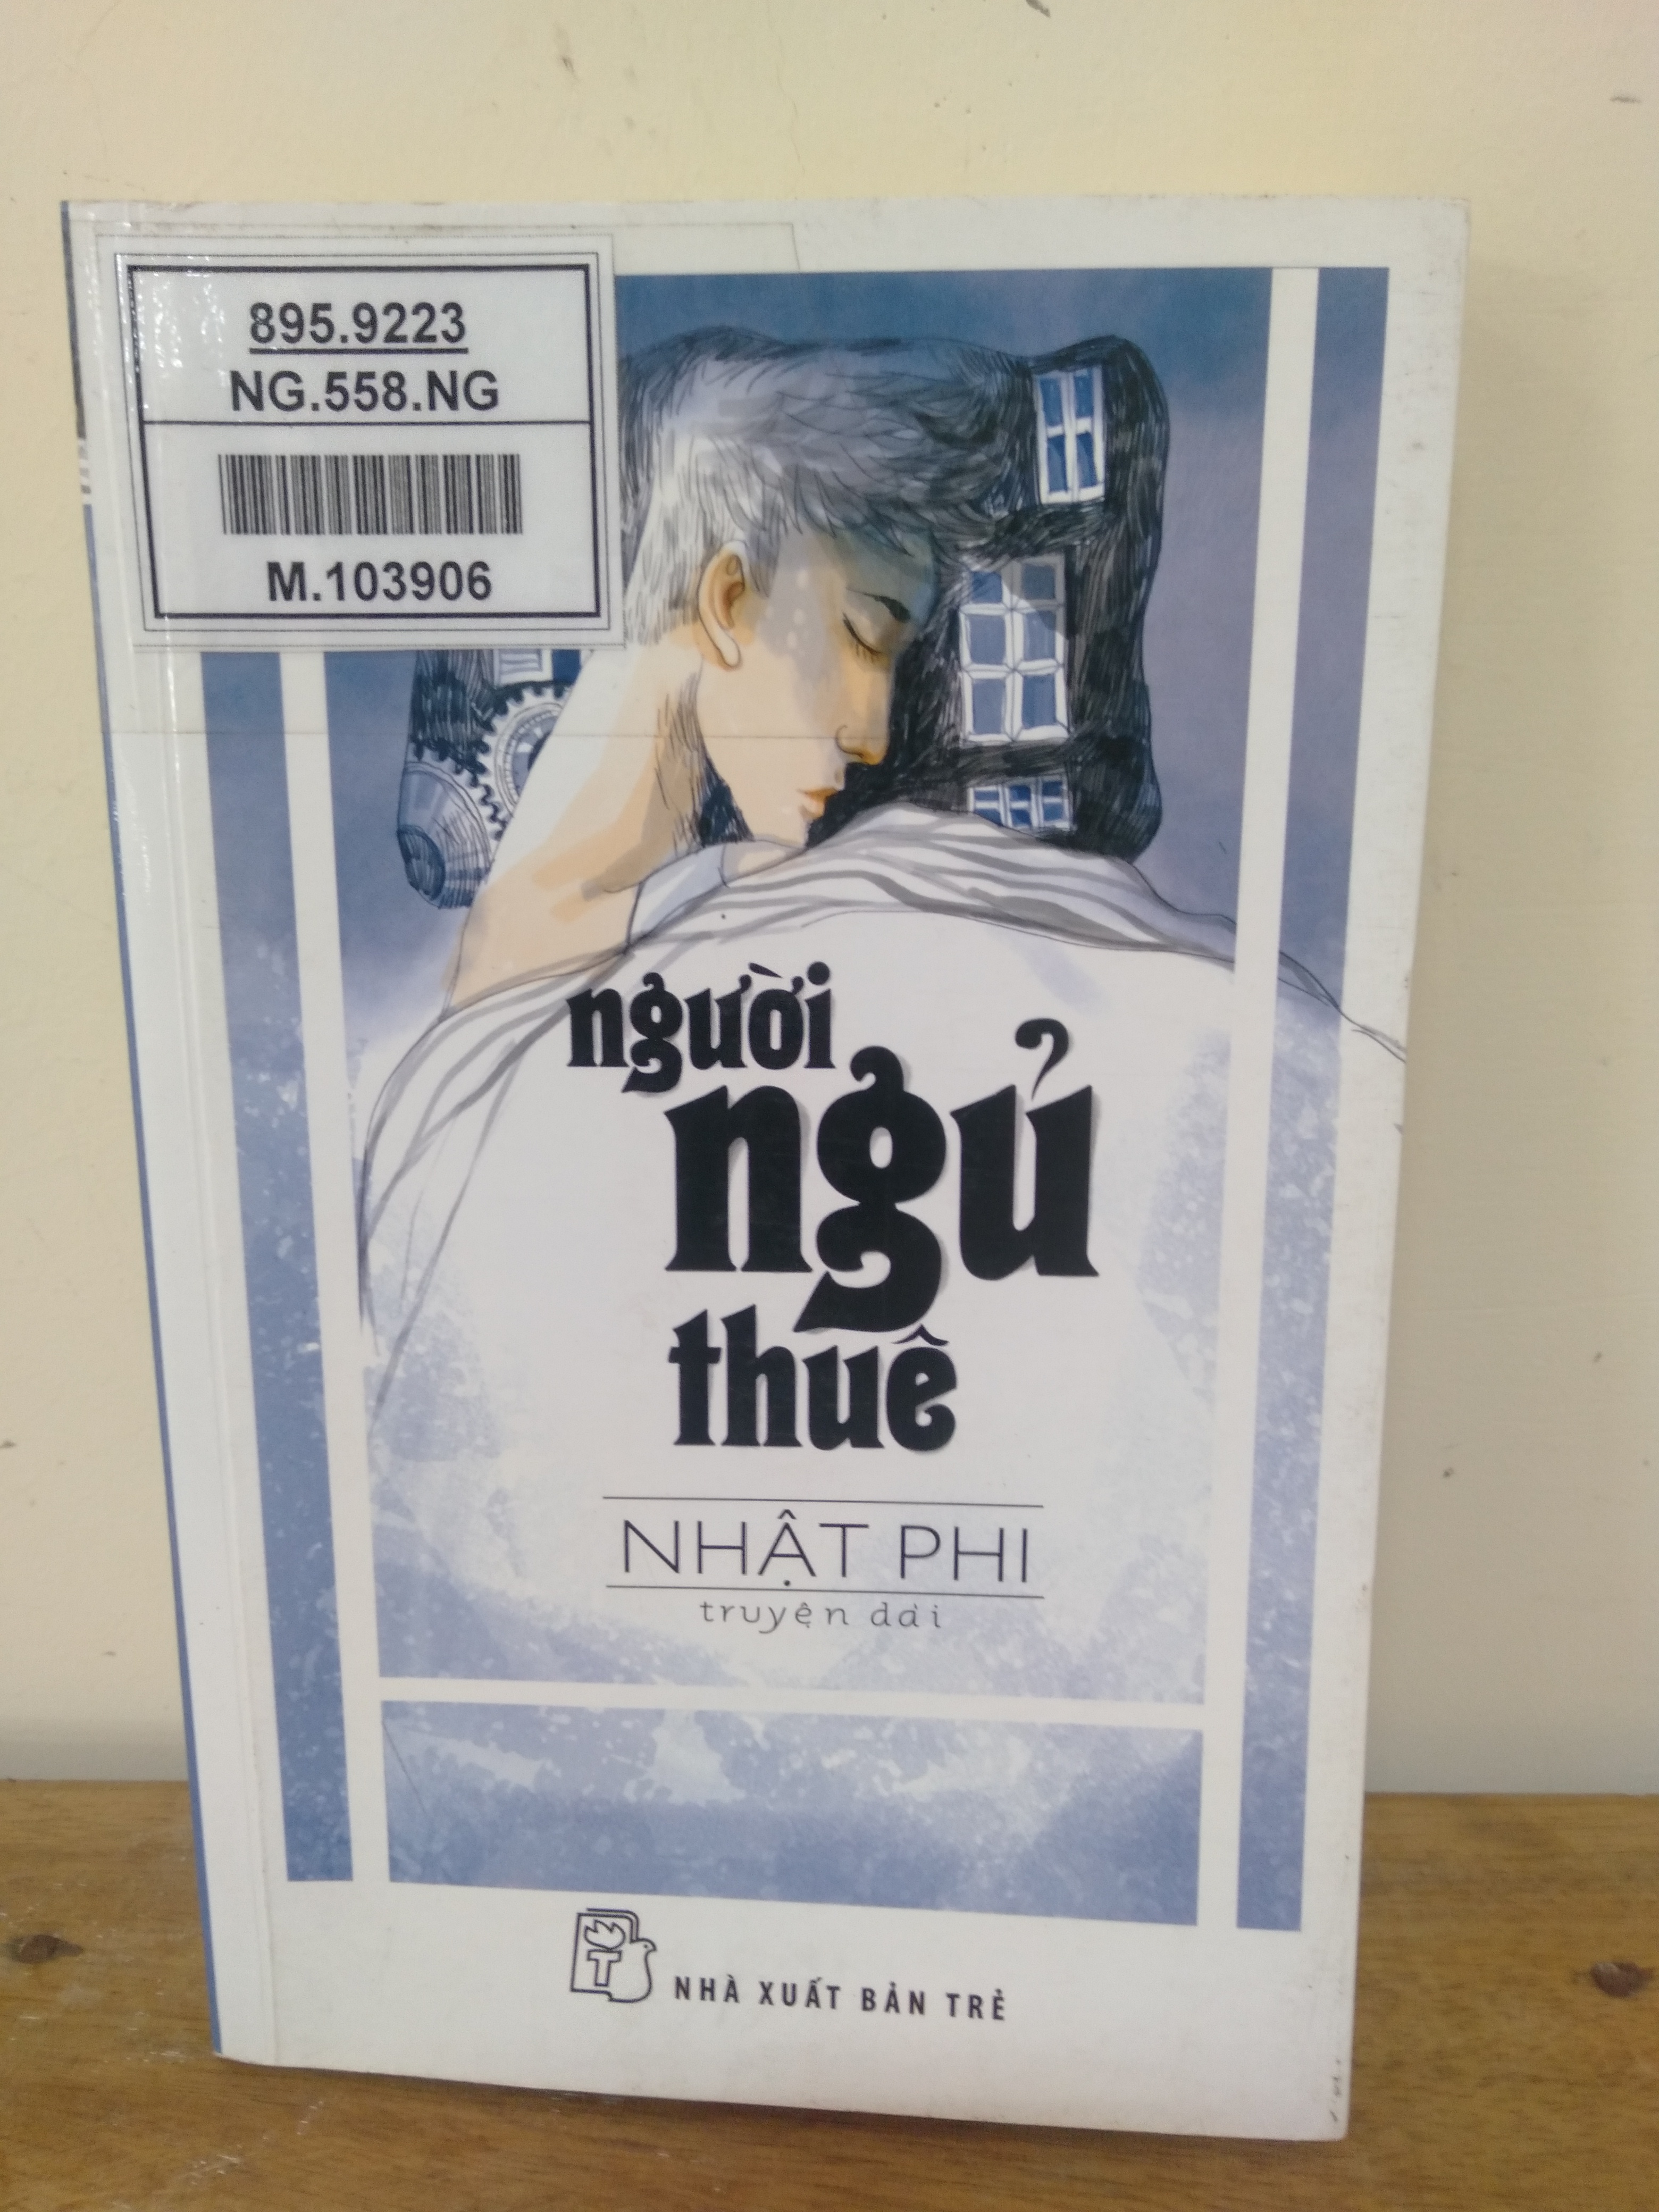 895.9223
NG.558.NG
M.103906
người
ngủ
thuê
NHẬT PHI
truyện dài
T
NHÀ XUẤT BẢN TRẺ